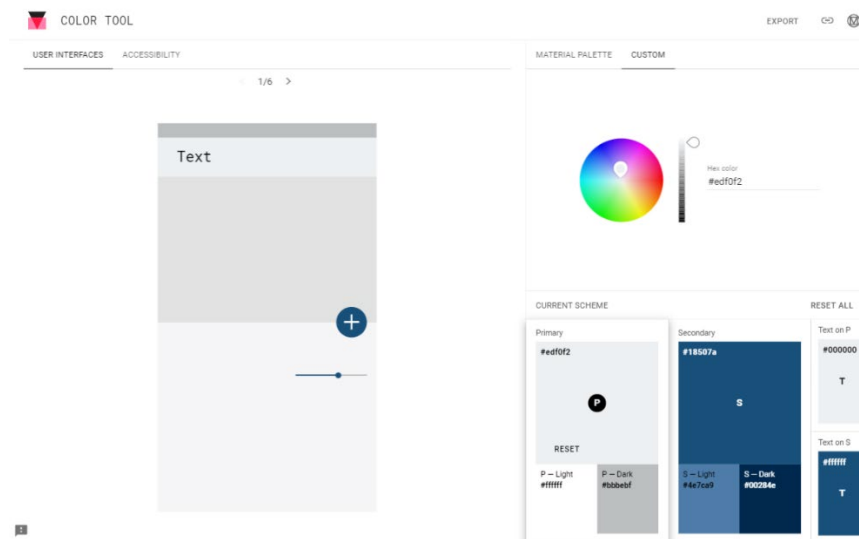 COLOR TOOL
EXPORT
USER INTERFACES ACCESSIBILITY
MATERIAL PALETTE CUSTOM
1/6
Text
Hex color
#edf0f2
CURRENT SCHEME RESET ALL
Primary
#edf0f2
P
RESET
P — Light
#ffffff
P — Dark
#bbbebf
Secondary
#18507a
S
S — Light
#4e7ca9
S — Dark
#00284e
Text on P
#000000
T
Text on S
#ffffff
T